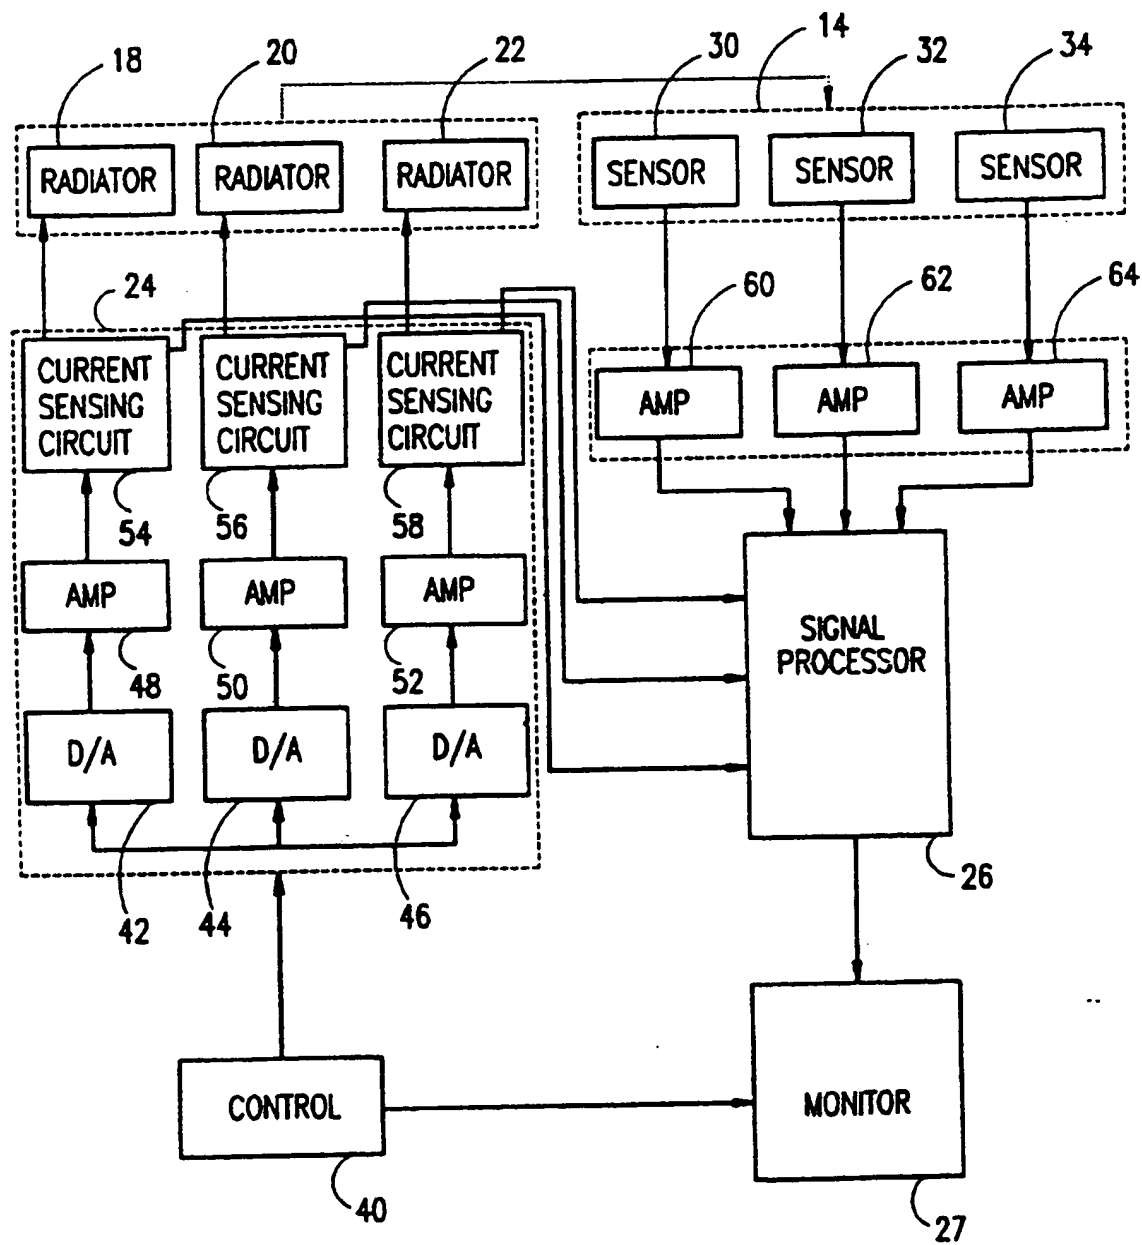 18 20 22 30 14 32 34
RADIATOR RADIATOR RADIATOR SENSOR SENSOR SENSOR
24 60 62 64
CURRENT
SENSING
CIRCUIT
CURRENT
SENSING
CIRCUIT
CURRENT
SENSING
CIRCUIT
AMP AMP AMP
54 56 58
AMP AMP AMP
SIGNAL
PROCESSOR
48 50 52
D/A D/A D/A
42 44 46 26
CONTROL MONITOR
40 27